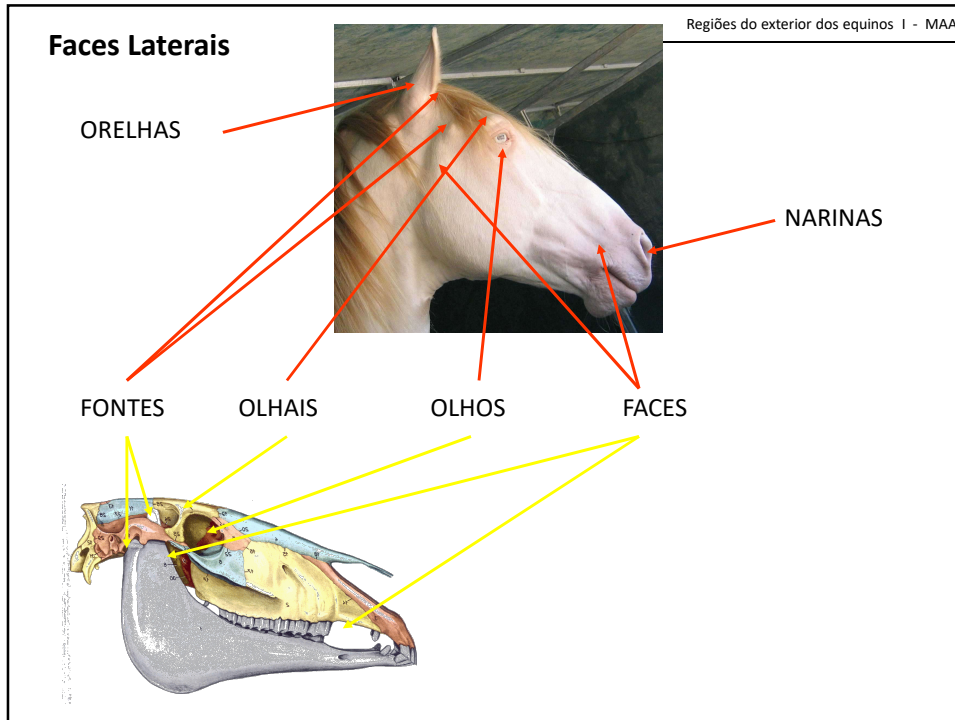 Regiões do exterior dos equinos I - MAA
Faces Laterais
ORELHAS
NARINAS
FONTES OLHAIS OLHOS FACES